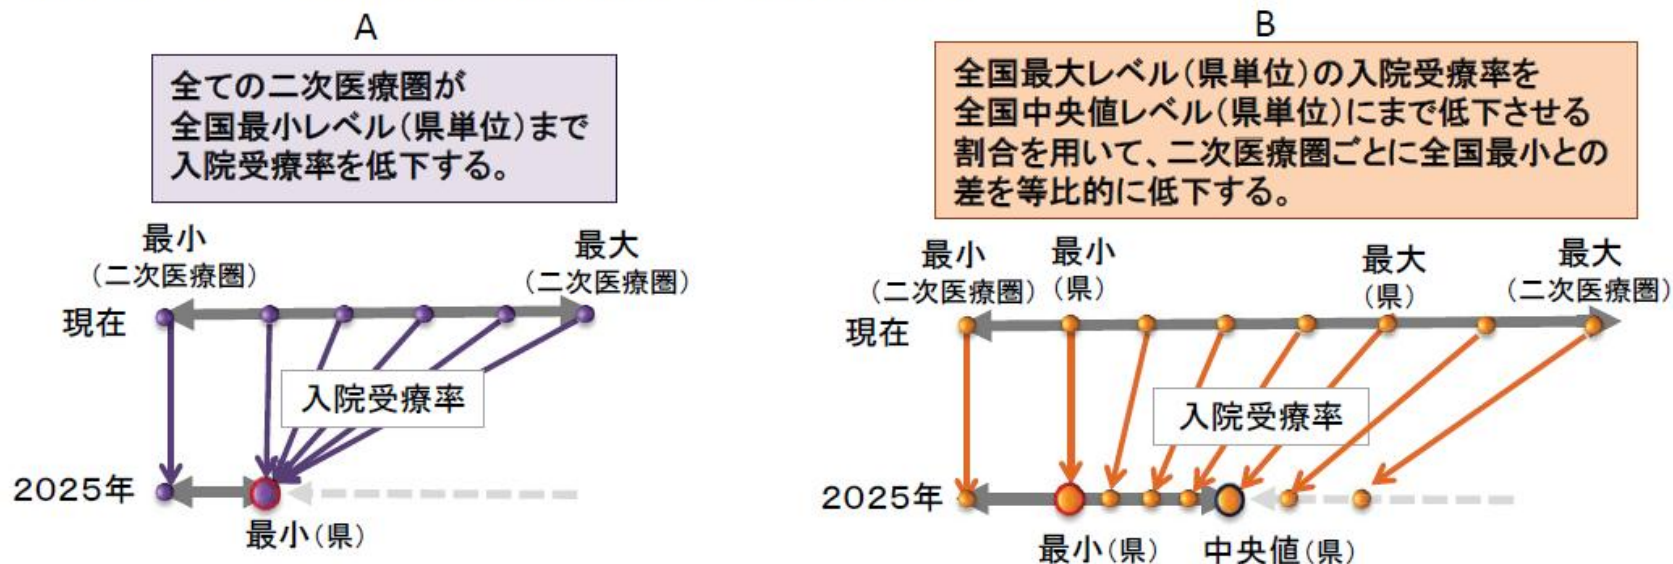 A
全ての二次医療圏が
全国最小レベル（県単位）まで
入院受療率を低下する。
最小
（二次医療圏）
最大
（二次医療圏）
現在
入院受療率
2025年
最小（県）
B
全国最大レベル（県単位）の入院受療率を
全国中央値レベル（県単位）にまで低下させる
割合を用いて、二次医療圏ごとに全国最小との
差を等比的に低下する。
最小
（二次医療圏）
最小
（県）
最大
（県）
最大
（二次医療圏）
現在
入院受療率
2025年
最小（県）
中央値（県）